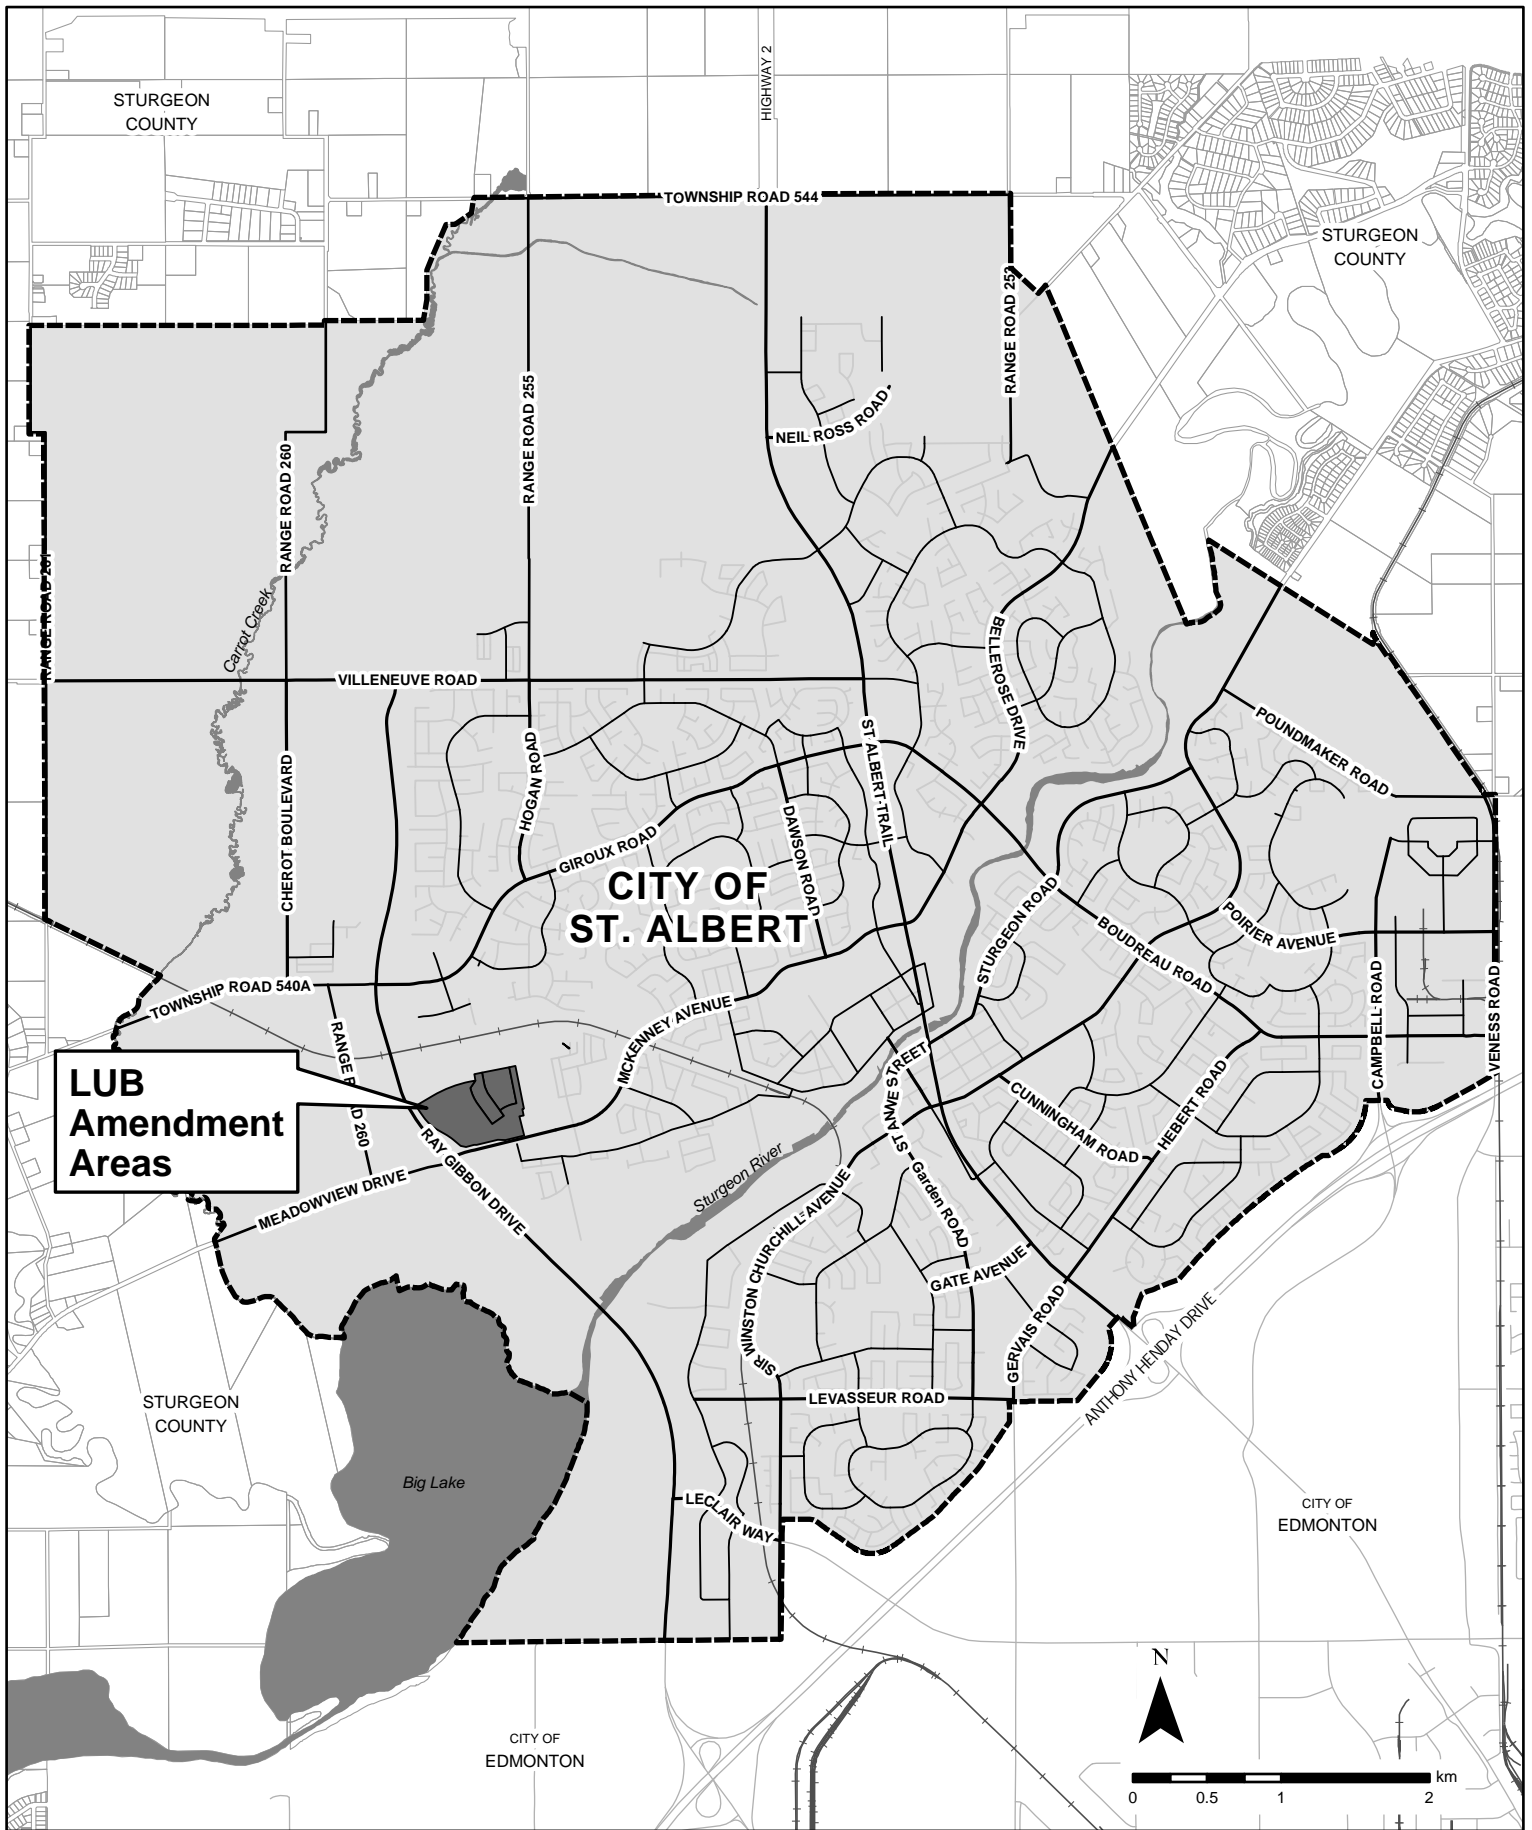 HIGHWAY 2
STURGEON
COUNTY
TOWNSHIP ROAD 544
STURGEON
COUNTY
RANGE ROAD 252
RANGE ROAD 255
NEIL ROSS ROAD
RANGE ROAD 260
RANGE ROAD 261
Carrot Creek
BELLEROSE DRIVE
VILLENEUVE ROAD
POUNDMAKER ROAD
ST. ALBERT TRAIL
HOGAN ROAD
CHEROT BOULEVARD
DAWSON ROAD
GIROUX ROAD
CITY OF
ST. ALBERT
STURGEON ROAD
POIRIER AVENUE
BOUDREAU ROAD
CAMPBELL ROAD
VENESS ROAD
TOWNSHIP ROAD 540A
MCKENNEY AVENUE
RANGE ROAD 260
LUB
Amendment
Areas
ST ANNE STREET
CUNNINGHAM ROAD
HEBERT ROAD
RAY GIBBON DRIVE
MEADOWVIEW DRIVE
Sturgeon River
SIR WINSTON CHURCHILL AVENUE
Garden ROAD
GATE AVENUE
GERVAIS ROAD
ANTHONY HENDAY DRIVE
LEVASSEUR ROAD
STURGEON
COUNTY
Big Lake
LECLAIR WAY
CITY OF
EDMONTON
CITY OF
EDMONTON
N
km
0 0.5 1 2